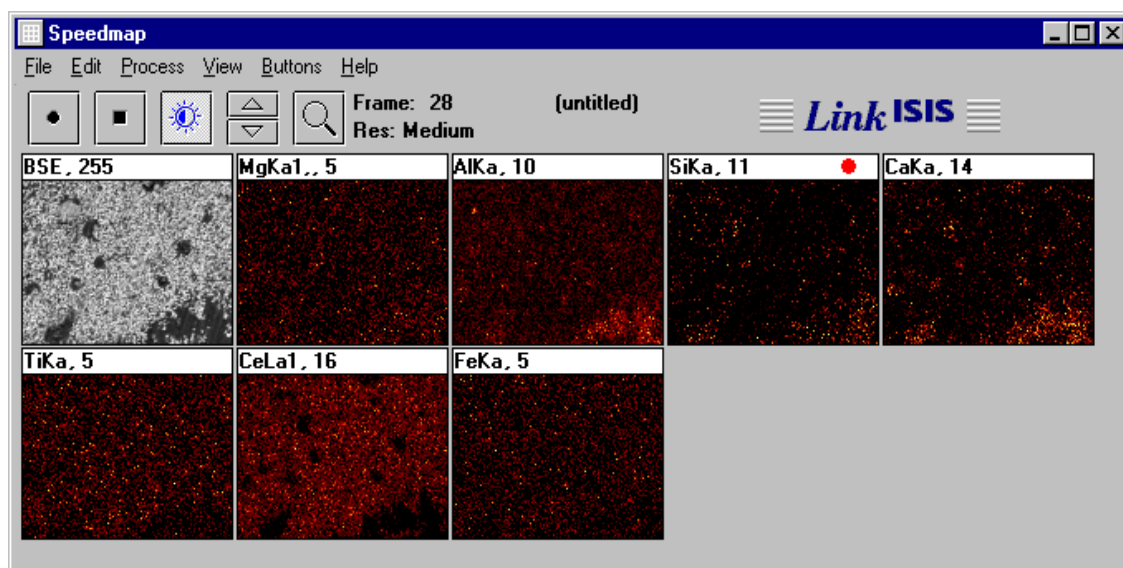 Speedmap
File Edit Process View Buttons Help
Frame: 28 (untitled)
Res: Medium
Link ISIS
BSE, 255 MgKa1,, 5 AlKa, 10 SiKa, 11 CaKa, 14
TiKa, 5 CeLa1, 16 FeKa, 5